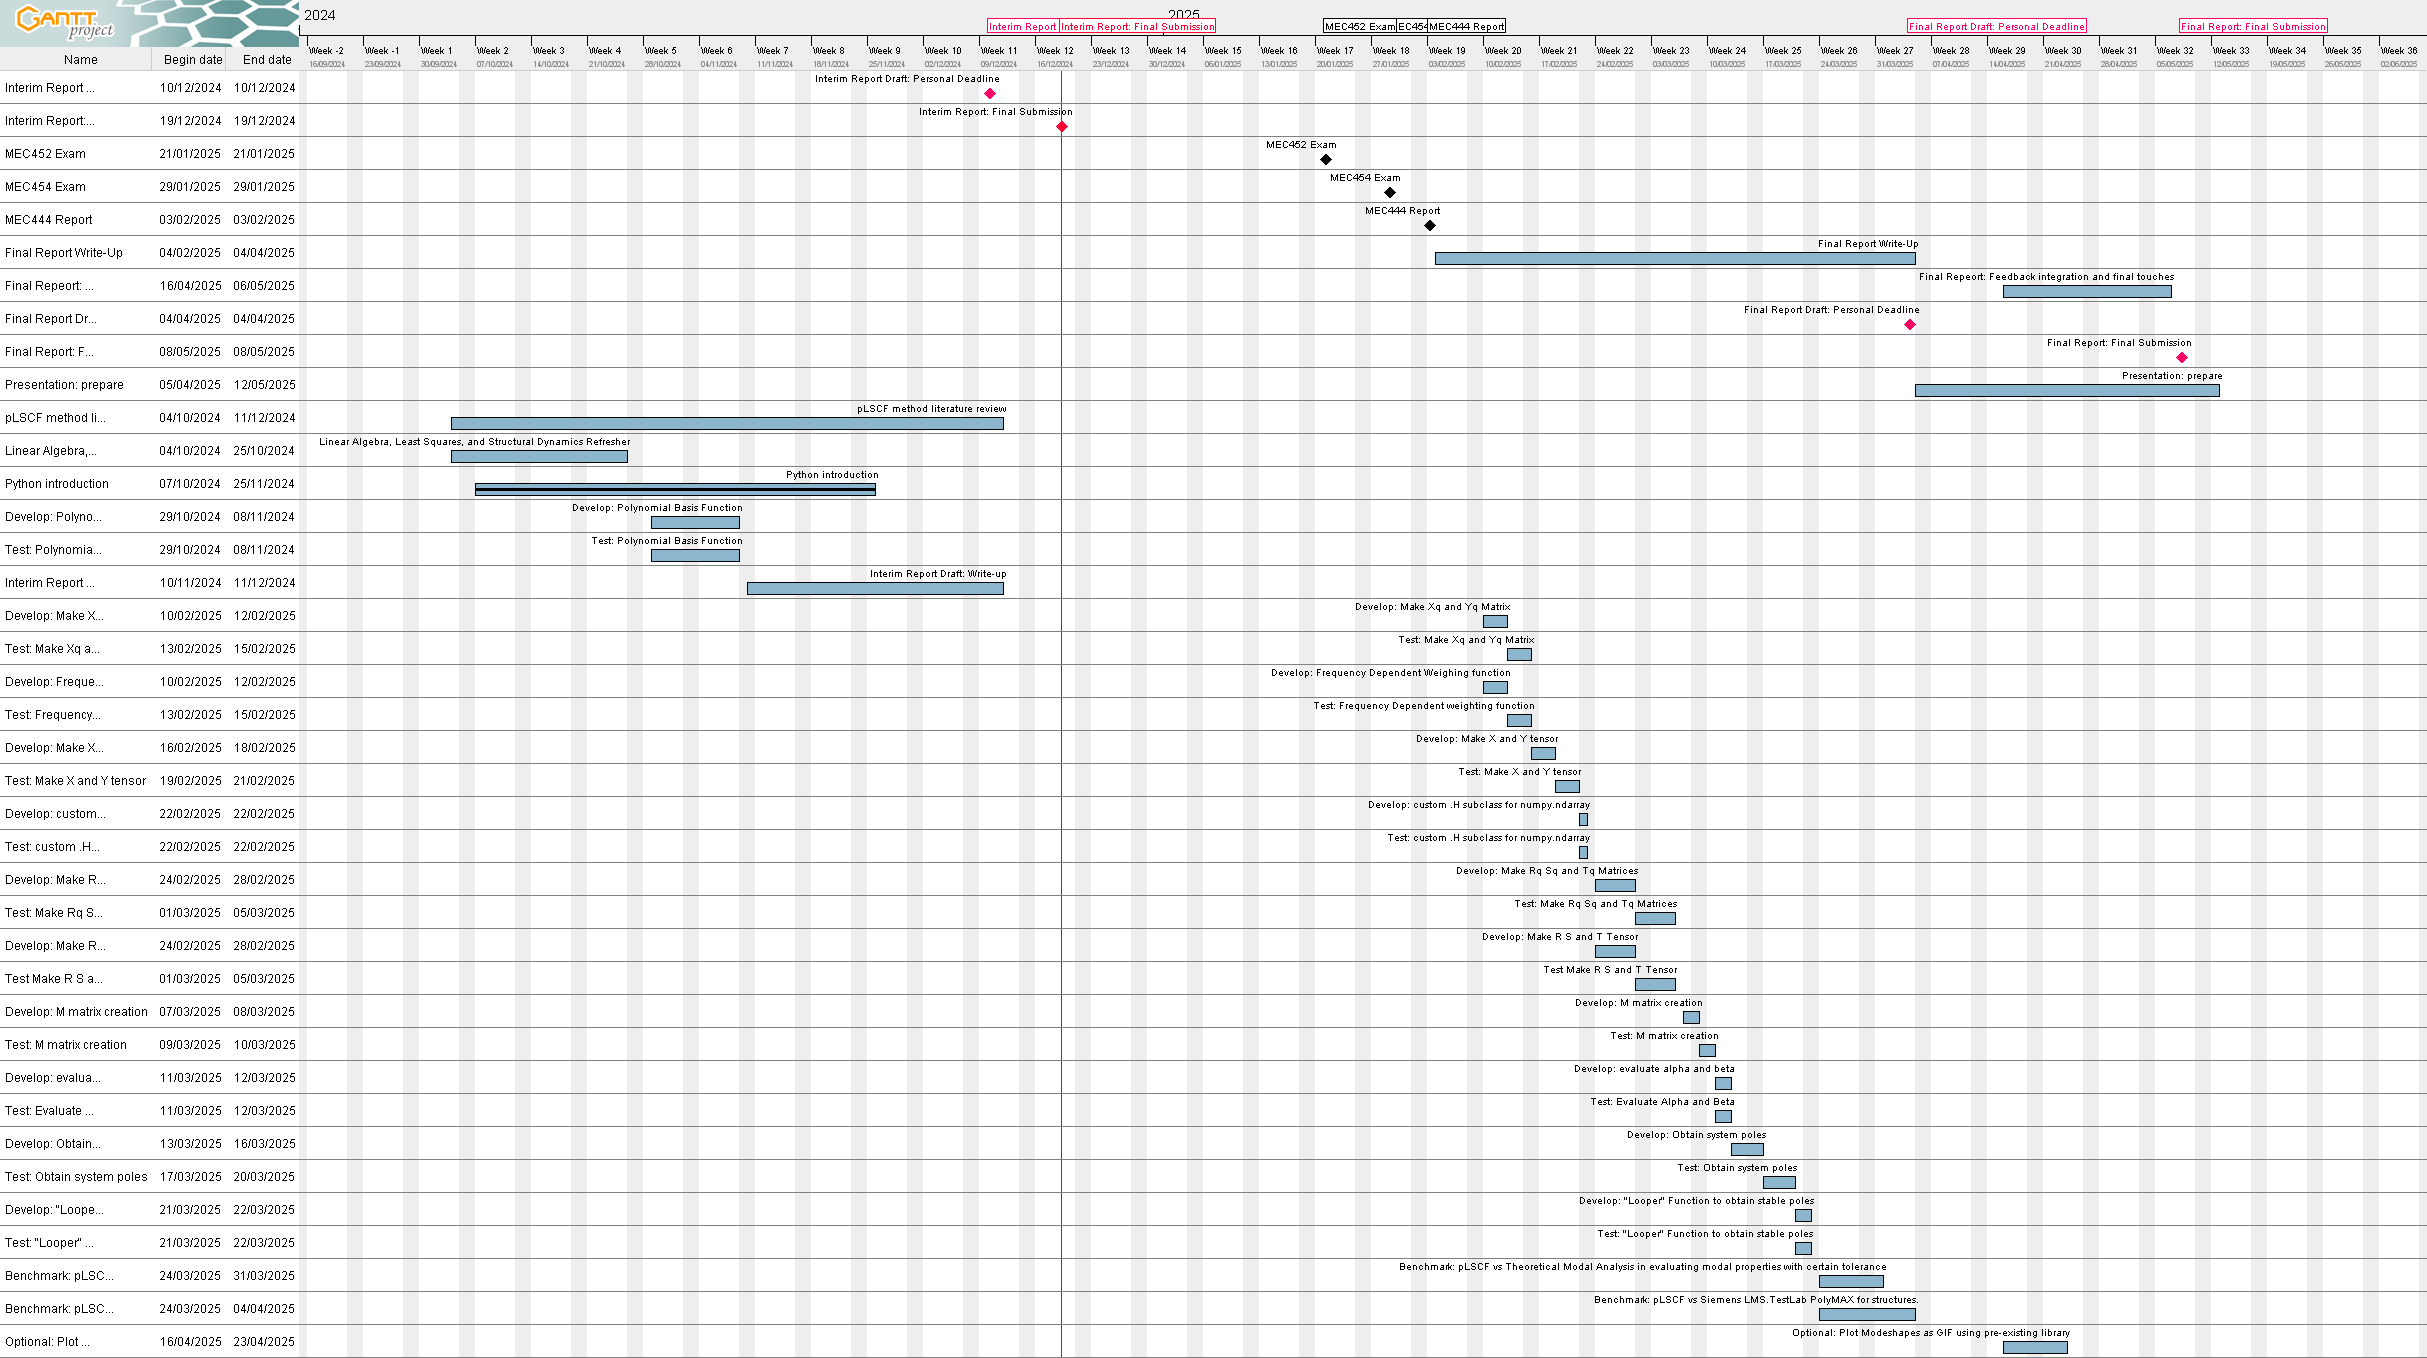 GANTT project
2024
2025
Interim Report Interim Report: Final Submission MEC452 Exam EC454 MEC444 Report Final Report Draft: Personal Deadline Final Report: Final Submission
Week -2 Week -1 Week 1 Week 2 Week 3 Week 4 Week 5 Week 6 Week 7 Week 8 Week 9 Week 10 Week 11 Week 12 Week 13 Week 14 Week 15 Week 16 Week 17 Week 18 Week 19 Week 20 Week 21 Week 22 Week 23 Week 24 Week 25 Week 26 Week 27 Week 28 Week 29 Week 30 Week 31 Week 32 Week 33 Week 34 Week 35 Week 36
Name Begin date End date 16/09/2024 23/09/2024 30/09/2024 07/10/2024 14/10/2024 21/10/2024 28/10/2024 04/11/2024 11/11/2024 18/11/2024 25/11/2024 02/12/2024 09/12/2024 16/12/2024 23/12/2024 30/12/2024 06/01/2025 13/01/2025 20/01/2025 27/01/2025 03/02/2025 10/02/2025 17/02/2025 24/02/2025 03/03/2025 10/03/2025 17/03/2025 24/03/2025 31/03/2025 07/04/2025 14/04/2025 21/04/2025 28/04/2025 05/05/2025 12/05/2025 19/05/2025 26/05/2025 02/06/2025
Interim Report ... 10/12/2024 10/12/2024 Interim Report Draft: Personal Deadline
Interim Report:... 19/12/2024 19/12/2024 Interim Report: Final Submission
MEC452 Exam 21/01/2025 21/01/2025 MEC452 Exam
MEC454 Exam 29/01/2025 29/01/2025 MEC454 Exam
MEC444 Report 03/02/2025 03/02/2025 MEC444 Report
Final Report Write-Up 04/02/2025 04/04/2025 Final Report Write-Up
Final Repeort: ... 16/04/2025 06/05/2025 Final Repeort: Feedback integration and final touches
Final Report Dr... 04/04/2025 04/04/2025 Final Report Draft: Personal Deadline
Final Report: F... 08/05/2025 08/05/2025 Final Report: Final Submission
Presentation: prepare 05/04/2025 12/05/2025 Presentation: prepare
pLSCF method li... 04/10/2024 11/12/2024 pLSCF method literature review
Linear Algebra,... 04/10/2024 25/10/2024 Linear Algebra, Least Squares, and Structural Dynamics Refresher
Python introduction 07/10/2024 25/11/2024 Python introduction
Develop: Polyno... 29/10/2024 08/11/2024 Develop: Polynomial Basis Function
Test: Polynomia... 29/10/2024 08/11/2024 Test: Polynomial Basis Function
Interim Report ... 10/11/2024 11/12/2024 Interim Report Draft: Write-up
Develop: Make X... 10/02/2025 12/02/2025 Develop: Make Xq and Yq Matrix
Test: Make Xq a... 13/02/2025 15/02/2025 Test: Make Xq and Yq Matrix
Develop: Freque... 10/02/2025 12/02/2025 Develop: Frequency Dependent Weighing function
Test: Frequency... 13/02/2025 15/02/2025 Test: Frequency Dependent weighting function
Develop: Make X... 16/02/2025 18/02/2025 Develop: Make X and Y tensor
Test: Make X and Y tensor 19/02/2025 21/02/2025 Test: Make X and Y tensor
Develop: custom... 22/02/2025 22/02/2025 Develop: custom .H subclass for numpy.ndarray
Test: custom .H... 22/02/2025 22/02/2025 Test: custom .H subclass for numpy.ndarray
Develop: Make R... 24/02/2025 28/02/2025 Develop: Make Rq Sq and Tq Matrices
Test: Make Rq S... 01/03/2025 05/03/2025 Test: Make Rq Sq and Tq Matrices
Develop: Make R... 24/02/2025 28/02/2025 Develop: Make R S and T Tensor
Test Make R S a... 01/03/2025 05/03/2025 Test Make R S and T Tensor
Develop: M matrix creation 07/03/2025 08/03/2025 Develop: M matrix creation
Test: M matrix creation 09/03/2025 10/03/2025 Test: M matrix creation
Develop: evalua... 11/03/2025 12/03/2025 Develop: evaluate alpha and beta
Test: Evaluate ... 11/03/2025 12/03/2025 Test: Evaluate Alpha and Beta
Develop: Obtain... 13/03/2025 16/03/2025 Develop: Obtain system poles
Test: Obtain system poles 17/03/2025 20/03/2025 Test: Obtain system poles
Develop: "Loope... 21/03/2025 22/03/2025 Develop: "Looper" Function to obtain stable poles
Test: "Looper" ... 21/03/2025 22/03/2025 Test: "Looper" Function to obtain stable poles
Benchmark: pLSC... 24/03/2025 31/03/2025 Benchmark: pLSCF vs Theoretical Modal Analysis in evaluating modal properties with certain tolerance
Benchmark: pLSC... 24/03/2025 04/04/2025 Benchmark: pLSCF vs Siemens LMS.TestLab PolyMAX for structures.
Optional: Plot ... 16/04/2025 23/04/2025 Optional: Plot Modeshapes as GIF using pre-existing library